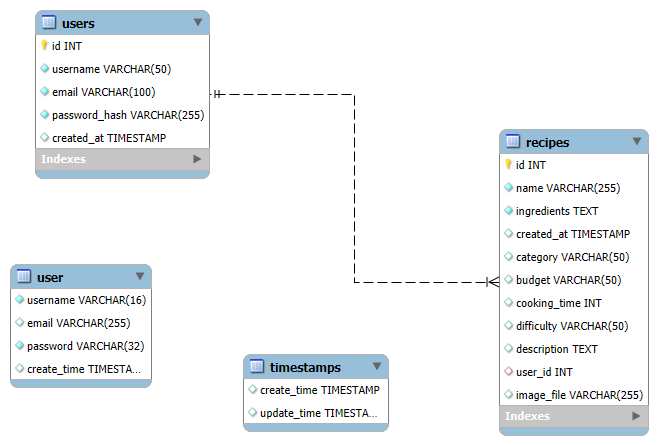 users
id INT
username VARCHAR(50)
email VARCHAR(100)
password_hash VARCHAR(255)
created_at TIMESTAMP
Indexes
recipes
id INT
name VARCHAR(255)
ingredients TEXT
created_at TIMESTAMP
category VARCHAR(50)
budget VARCHAR(50)
cooking_time INT
difficulty VARCHAR(50)
description TEXT
user_id INT
image_file VARCHAR(255)
Indexes
user
username VARCHAR(16)
email VARCHAR(255)
password VARCHAR(32)
create_time TIMESTA...
timestamps
create_time TIMESTAMP
update_time TIMESTA...